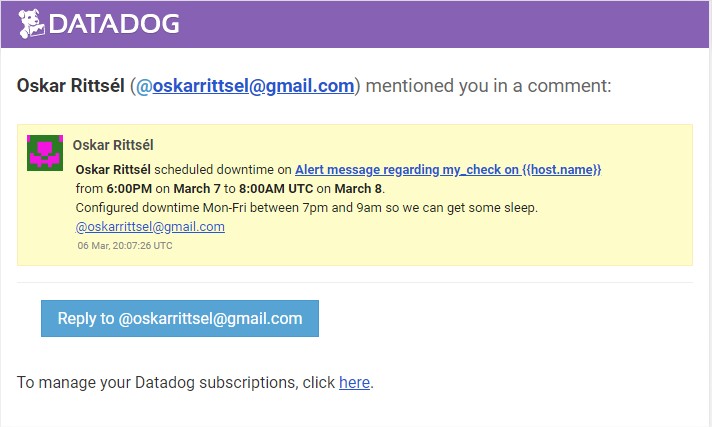 DATADOG
Oskar Rittsél (@oskarrittsel@gmail.com) mentioned you in a comment:
Oskar Rittsél
Oskar Rittsél scheduled downtime on Alert message regarding my_check on {{host.name}}
from 6:00PM on March 7 to 8:00AM UTC on March 8.
Configured downtime Mon-Fri between 7pm and 9am so we can get some sleep.
@oskarrittsel@gmail.com
06 Mar, 20:07:26 UTC
Reply to @oskarrittsel@gmail.com
To manage your Datadog subscriptions, click here.